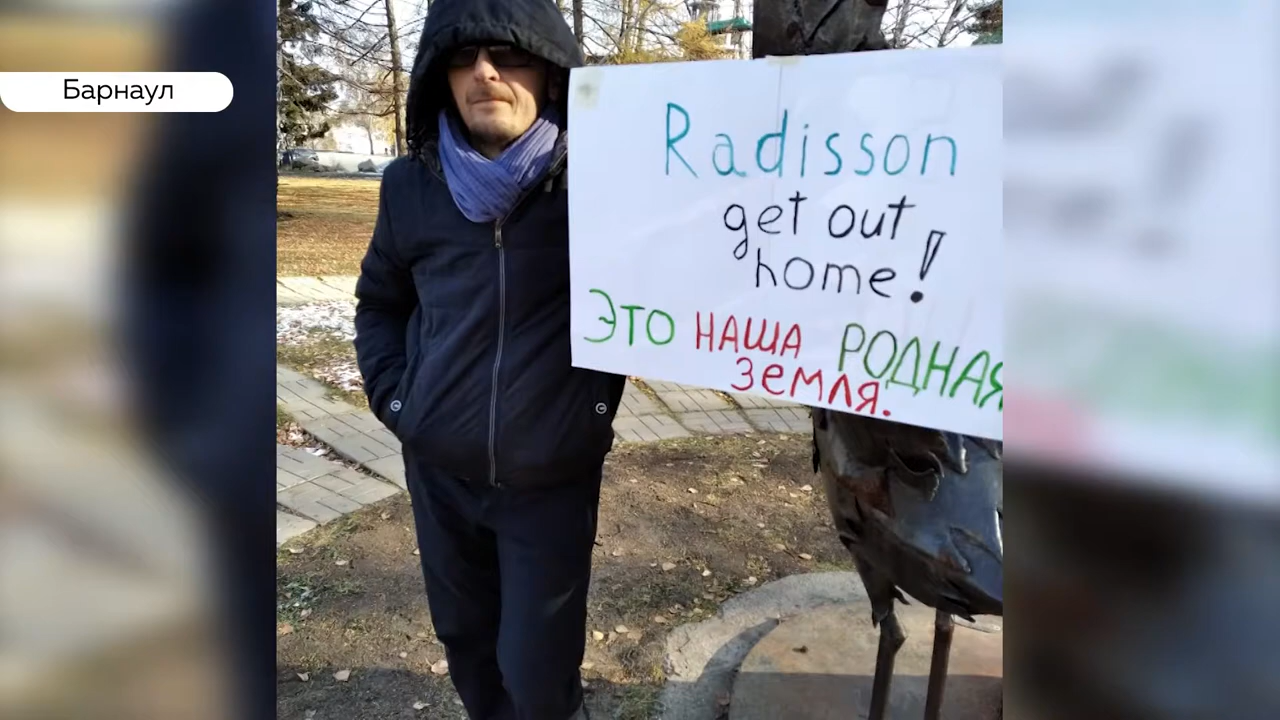 Барнаул
Radisson
get out
home!
ЭТО НАША РОДНАЯ
Земля.